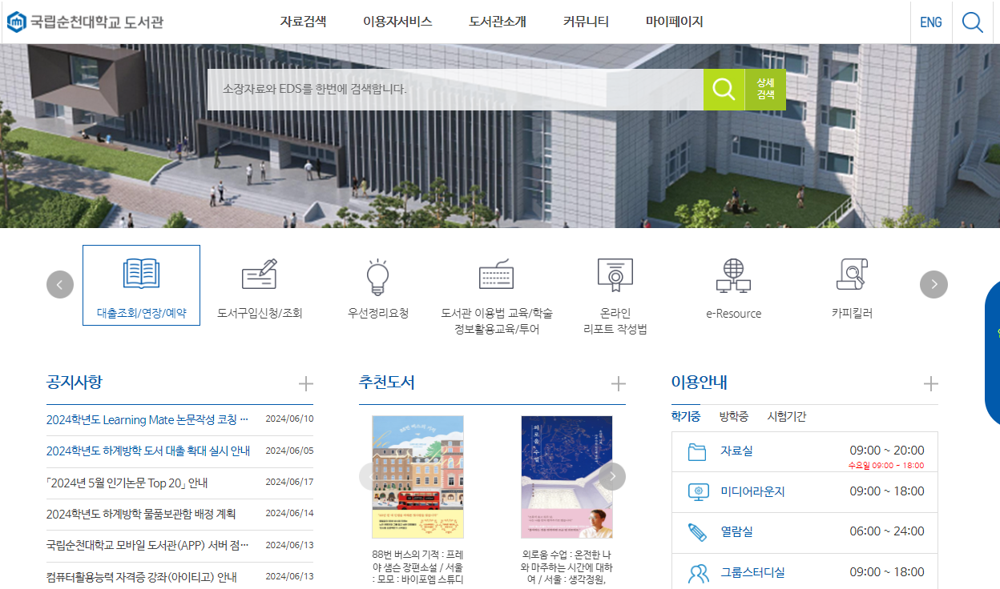 국립순천대학교 도서관
자료검색 이용자서비스 도서관소개 커뮤니티 마이페이지
ENG
소장자료와 EDS를 한번에 검색합니다.
상세
검색
대출조회/연장/예약
도서구입신청/조회
우선정리요청
도서관 이용법 교육/학술
정보활용교육/투어
온라인
리포트 작성법
e-Resource
카피킬러
공지사항
2024학년도 Learning Mate 논문작성 코칭 … 2024/06/10
2024학년도 하계방학 도서 대출 확대 실시 안내 2024/06/05
「2024년 5월 인기논문 Top 20」 안내 2024/06/17
2024학년도 하계방학 물품보관함 배정 계획 2024/06/14
국립순천대학교 모바일 도서관(APP) 서버 점… 2024/06/13
컴퓨터활용능력 자격증 강좌(아이티고) 안내 2024/06/13
추천도서
88번 버스의 기적
88번 버스의 기적 : 프레
야 샘슨 장편소설 / 서울
: 모모 : 바이포엠 스튜디
외로움 수업
외로움 수업 : 온전한 나
와 마주하는 시간에 대하
여 / 서울 : 생각정원,
이용안내
학기중 방학중 시험기간
자료실 09:00 ~ 20:00
수요일 09:00 ~ 18:00
미디어라운지 09:00 ~ 18:00
열람실 06:00 ~ 24:00
그룹스터디실 09:00 ~ 18:00